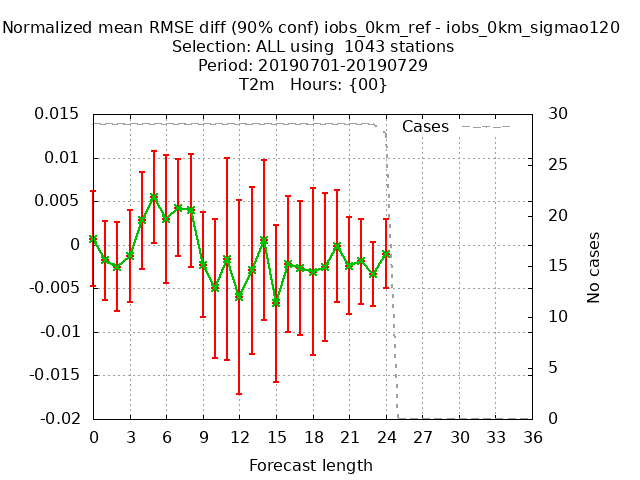 Normalized mean RMSE diff (90% conf) iobs_0km_ref - iobs_0km_sigmao120
Selection: ALL using  1043 stations
Period: 20190701-20190729
T2m   Hours: {00}
Cases
0.015
0.01
0.005
0
-0.005
-0.01
-0.015
-0.02
30
25
20
15
10
5
0
No cases
0 3 6 9 12 15 18 21 24 27 30 33 36
Forecast length